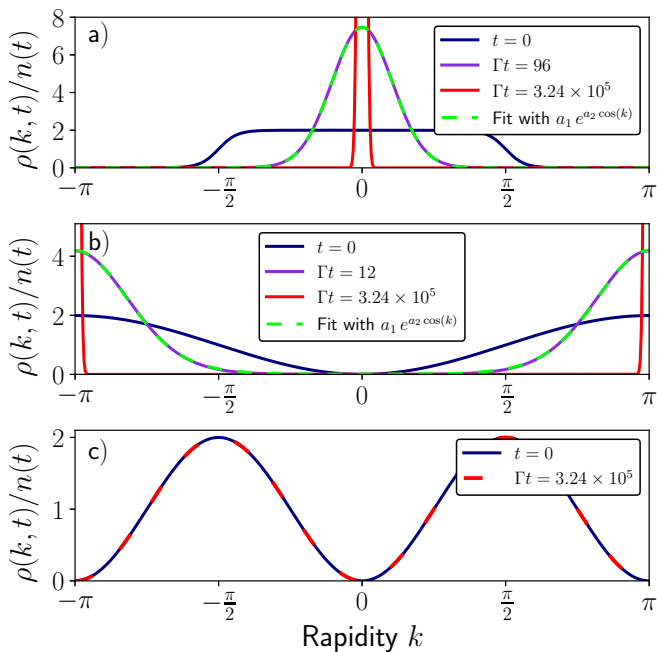 a)
ρ(k, t)/n(t)
8
6
4
2
0
t = 0
Γt = 96
Γt = 3.24 × 10⁵
Fit with a₁ e^{a₂ cos(k)}
−π
−π/2
0
π/2
π
b)
ρ(k, t)/n(t)
4
2
0
t = 0
Γt = 12
Γt = 3.24 × 10⁵
Fit with a₁ e^{a₂ cos(k)}
−π
−π/2
0
π/2
π
c)
ρ(k, t)/n(t)
2
1
0
t = 0
Γt = 3.24 × 10⁵
−π
−π/2
0
π/2
π
Rapidity k